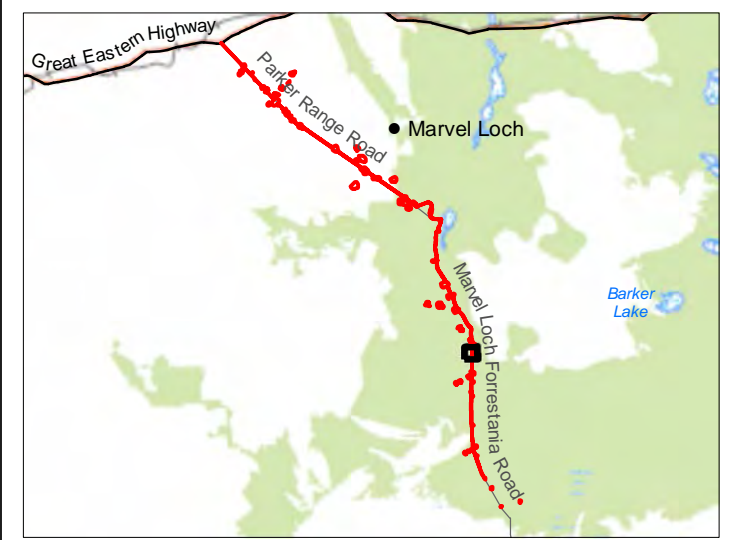 Great Eastern Highway
Parker Range Road
Marvel Loch
Marvel Loch Forrestania Road
Barker
Lake